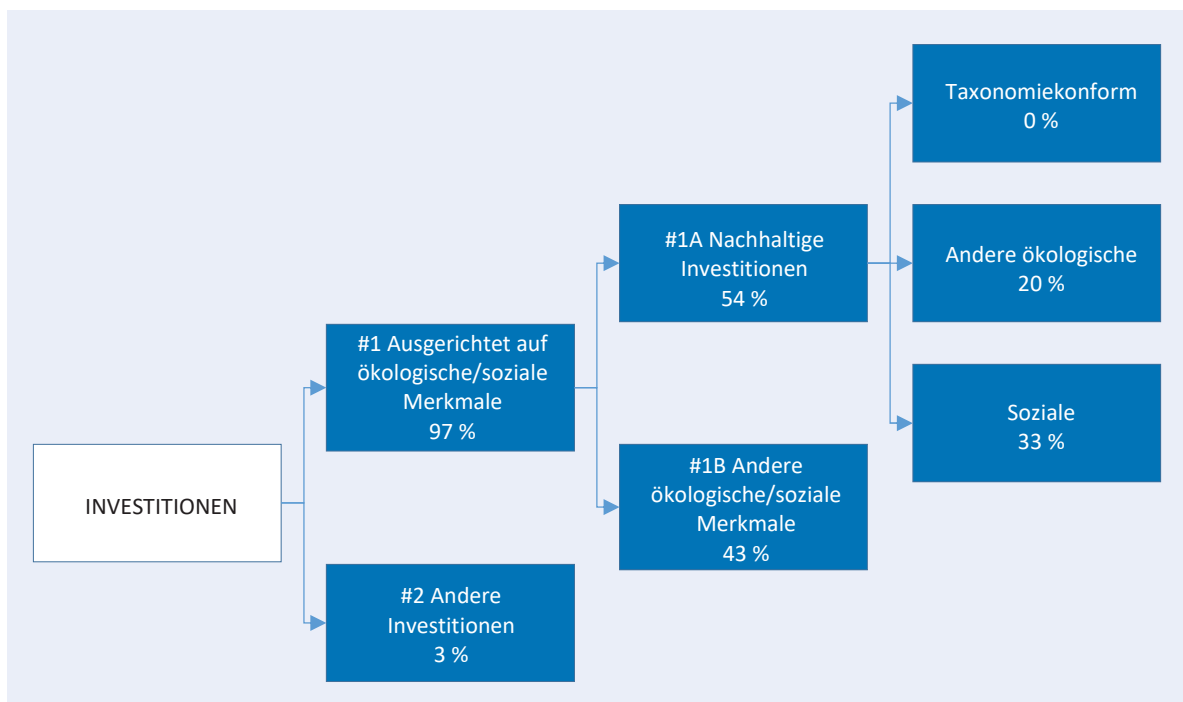 INVESTITIONEN
#1 Ausgerichtet auf
ökologische/soziale
Merkmale
97 %
#2 Andere
Investitionen
3 %
#1A Nachhaltige
Investitionen
54 %
#1B Andere
ökologische/soziale
Merkmale
43 %
Taxonomiekonform
0 %
Andere ökologische
20 %
Soziale
33 %